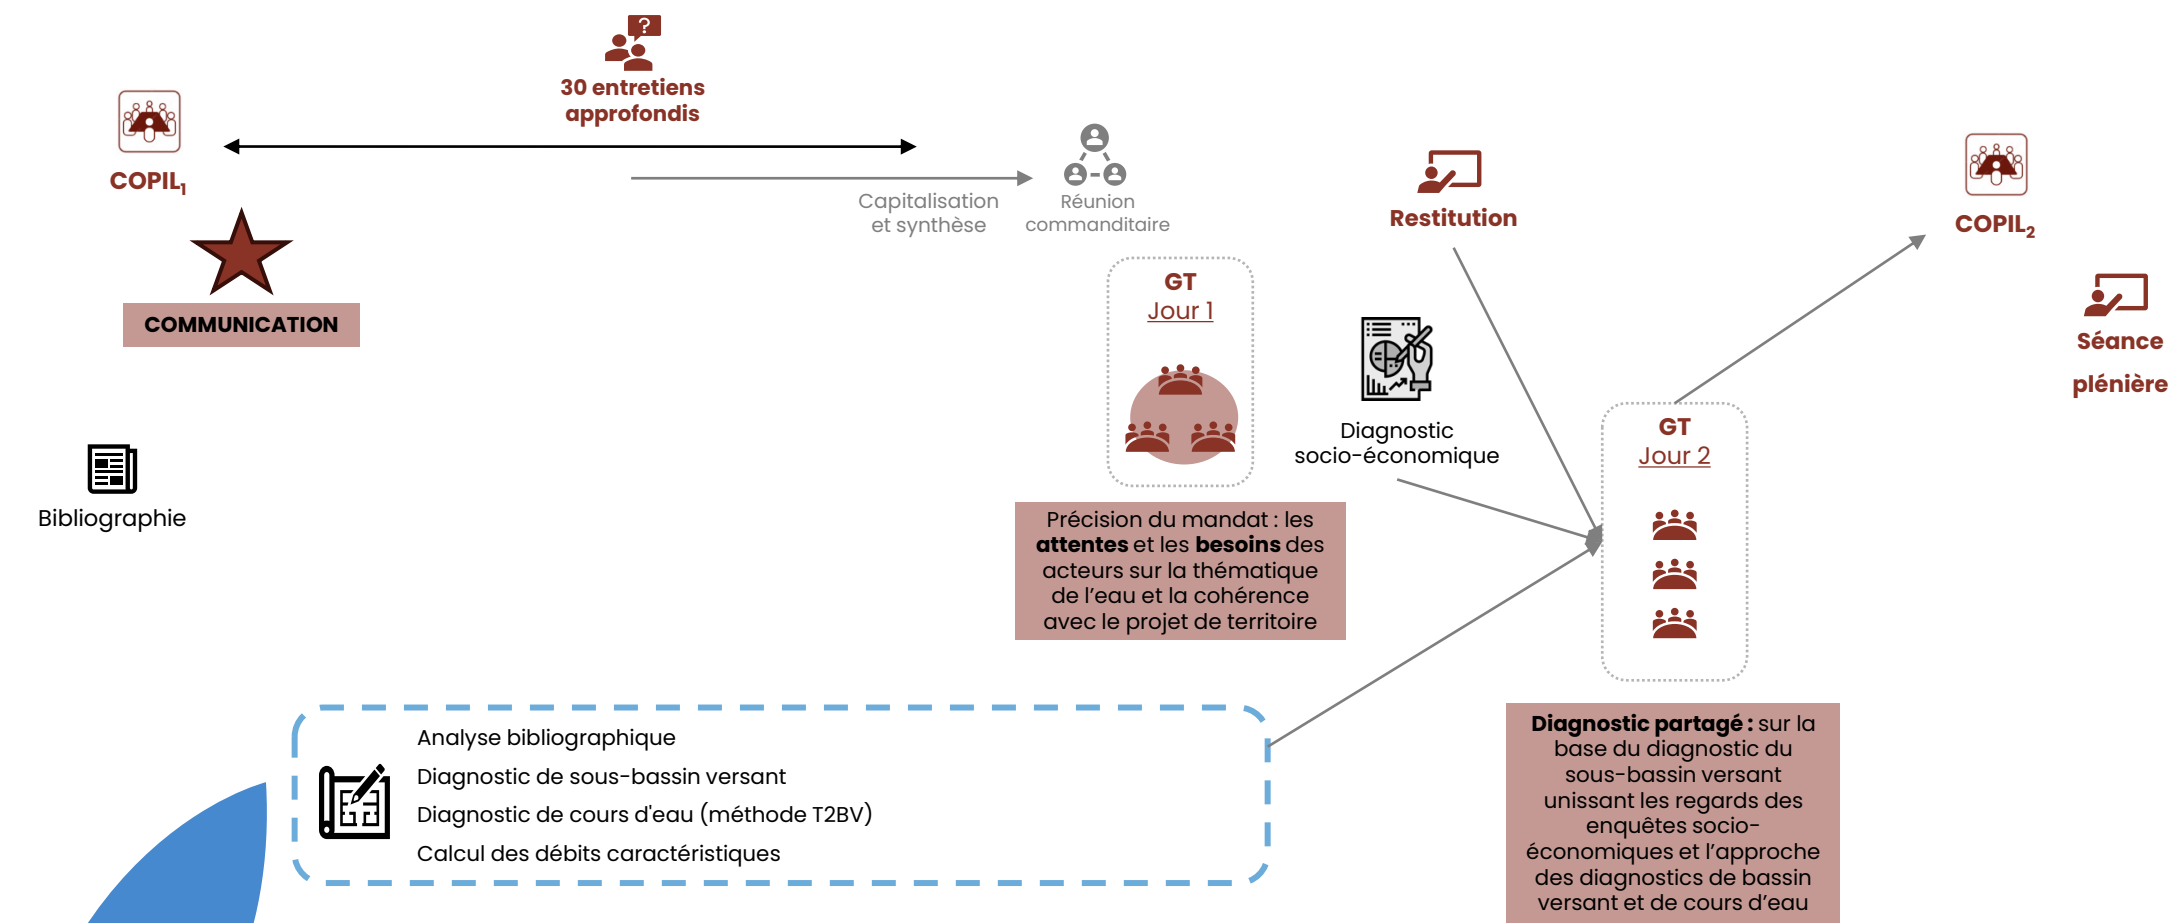 ?
30 entretiens
approfondis
COPIL1
Capitalisation
et synthèse
Réunion
commanditaire
Restitution
COPIL2
COMMUNICATION
GT
Jour 1
Séance
plénière
Diagnostic
socio-économique
GT
Jour 2
Bibliographie
Précision du mandat : les
attentes et les besoins des
acteurs sur la thématique
de l'eau et la cohérence
avec le projet de territoire
Analyse bibliographique
Diagnostic de sous-bassin versant
Diagnostic de cours d'eau (méthode T2BV)
Calcul des débits caractéristiques
Diagnostic partagé : sur la
base du diagnostic du
sous-bassin versant
unissant les regards des
enquêtes socio-
économiques et l'approche
des diagnostics de bassin
versant et de cours d'eau